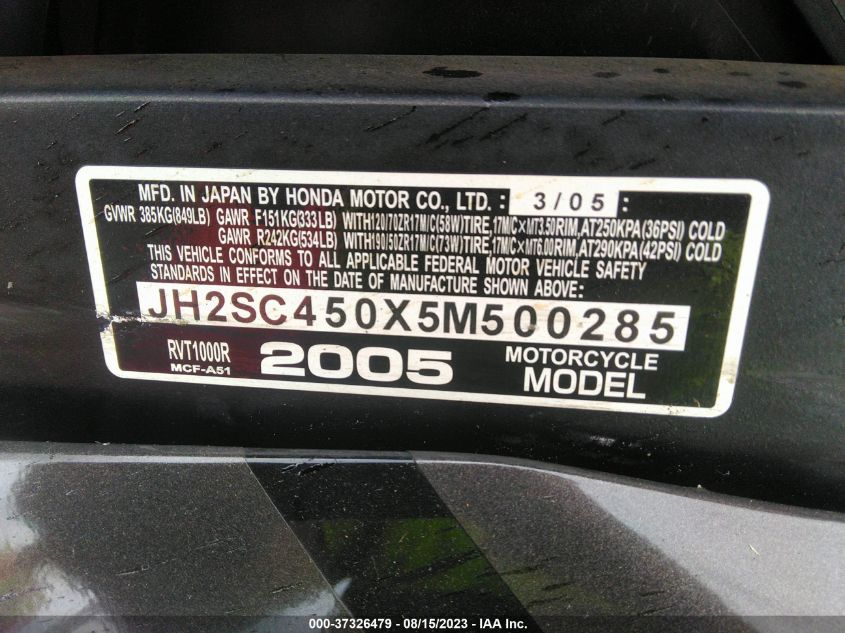 MFD. IN JAPAN BY HONDA MOTOR CO., LTD. : 3/05 :
GVWR 385KG(849LB) GAWR F151KG(333LB) WITH120/70ZR17M/C(58W)TIRE,17M/C×MT3.50RIM,AT250KPA(36PSI) COLD
GAWR R242KG(534LB) WITH190/50ZR17M/C(73W)TIRE,17M/C×MT6.00RIM,AT290KPA(42PSI) COLD
THIS VEHICLE CONFORMS TO ALL APPLICABLE FEDERAL MOTOR VEHICLE SAFETY
STANDARDS IN EFFECT ON THE DATE OF MANUFACTURE SHOWN ABOVE:
JH2SC450X5M500285
RVT1000R 2005 MOTORCYCLE
MCF-A51 MODEL
000 - 37326479 - 08/15/2023 - IAA Inc.